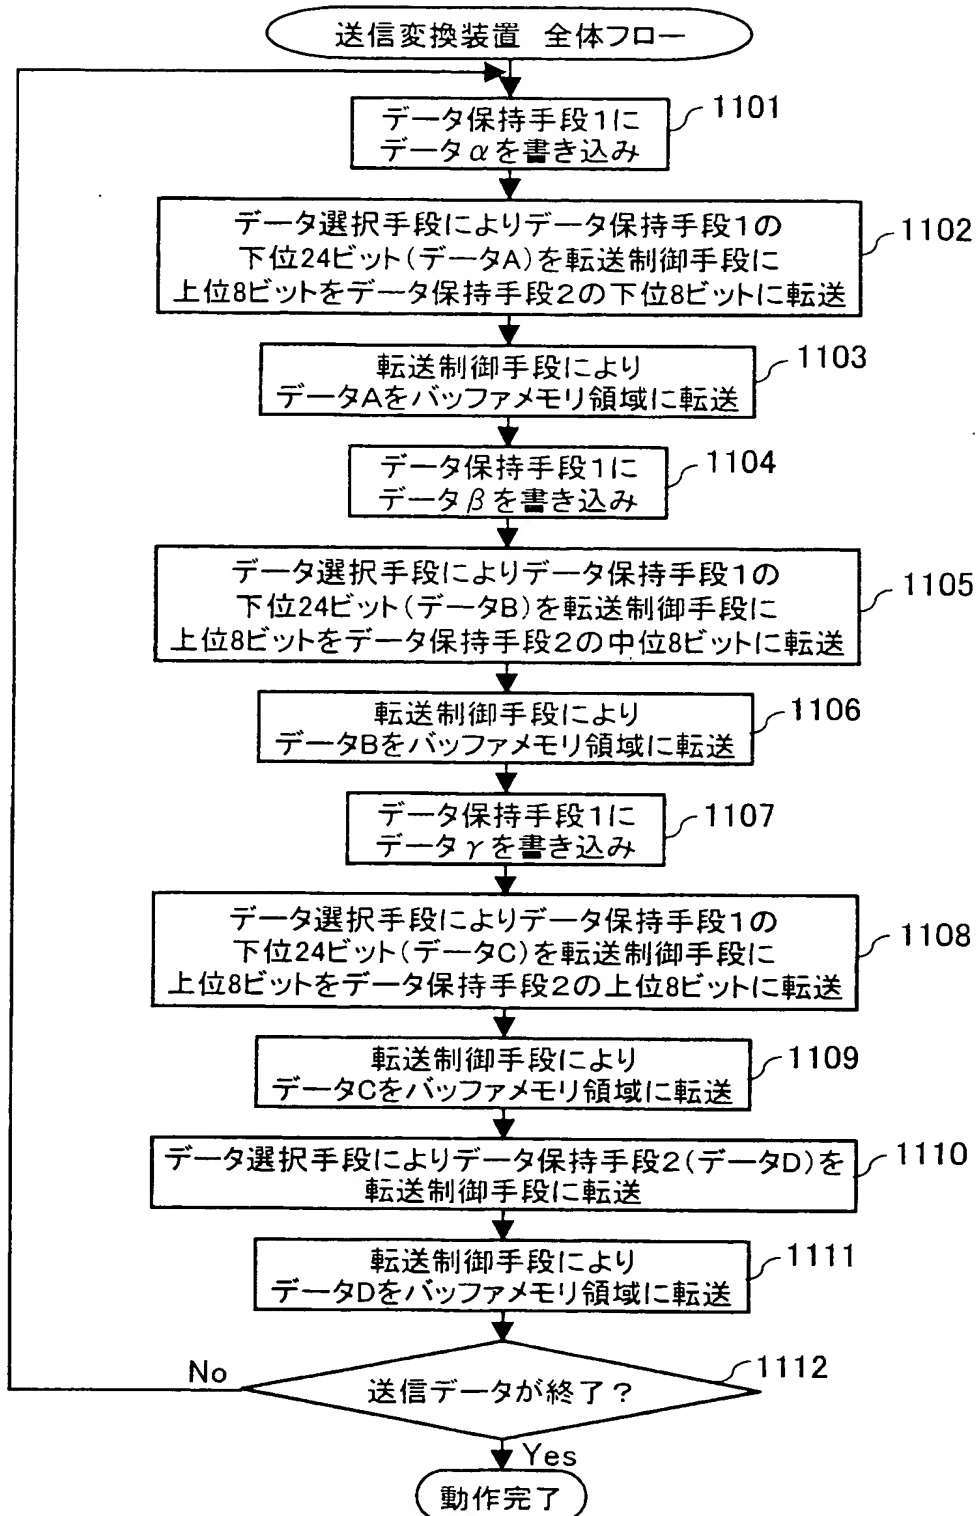 送信変換装置 全体フロー
データ保持手段1に
データαを書き込み
1101
データ選択手段によりデータ保持手段1の
下位24ビット(データA)を転送制御手段に
上位8ビットをデータ保持手段2の下位8ビットに転送
1102
転送制御手段により
データAをバッファメモリ領域に転送
1103
データ保持手段1に
データβを書き込み
1104
データ選択手段によりデータ保持手段1の
下位24ビット(データB)を転送制御手段に
上位8ビットをデータ保持手段2の中位8ビットに転送
1105
転送制御手段により
データBをバッファメモリ領域に転送
1106
データ保持手段1に
データγを書き込み
1107
データ選択手段によりデータ保持手段1の
下位24ビット(データC)を転送制御手段に
上位8ビットをデータ保持手段2の上位8ビットに転送
1108
転送制御手段により
データCをバッファメモリ領域に転送
1109
データ選択手段によりデータ保持手段2(データD)を
転送制御手段に転送
1110
転送制御手段により
データDをバッファメモリ領域に転送
1111
送信データが終了?
1112
No
Yes
動作完了